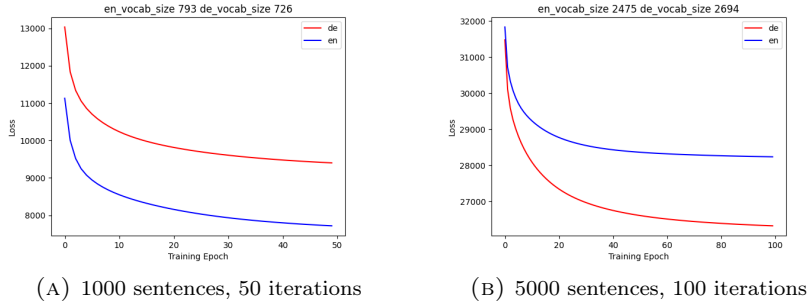 en_vocab_size 793 de_vocab_size 726
13000
12000
11000
10000
9000
8000
Loss
de
en
0
10
20
30
40
50
Training Epoch
(A) 1000 sentences, 50 iterations
en_vocab_size 2475 de_vocab_size 2694
32000
31000
30000
29000
28000
27000
Loss
de
en
0
20
40
60
80
100
Training Epoch
(B) 5000 sentences, 100 iterations